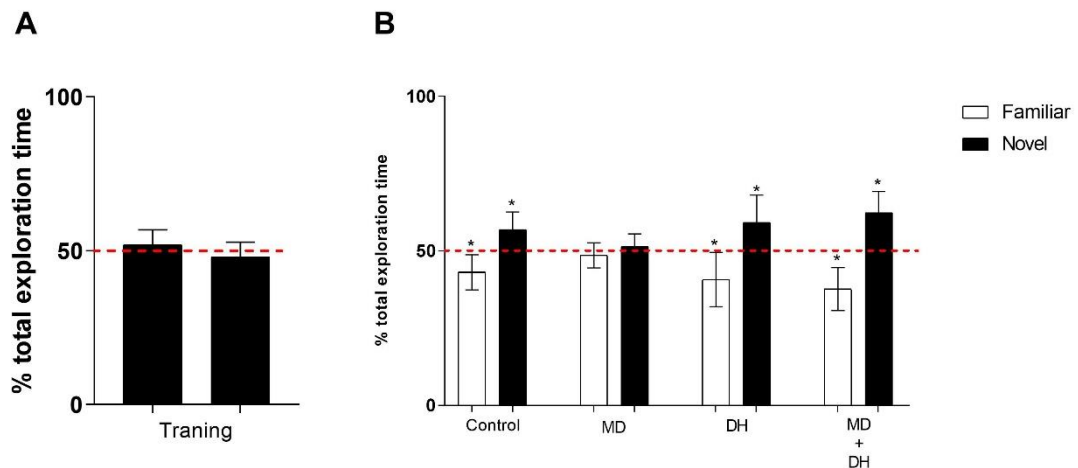 A
% total exploration time
100
50
0
Traning
B
% total exploration time
100
50
0
* *
*
*
*
*
Control
MD
DH
MD
+
DH
Familiar
Novel